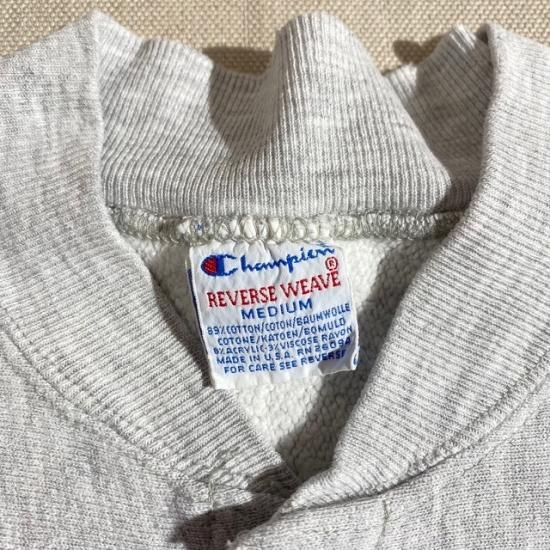 Champion
REVERSE WEAVE®
MEDIUM
89%COTTON/COTON/BAUMWOLLE
COTONE/KATOEN/BOMULD
8%ACRYLIC-3%VISCOSE RAYON
MADE IN U.S.A. RN 26094
FOR CARE SEE REVERSE